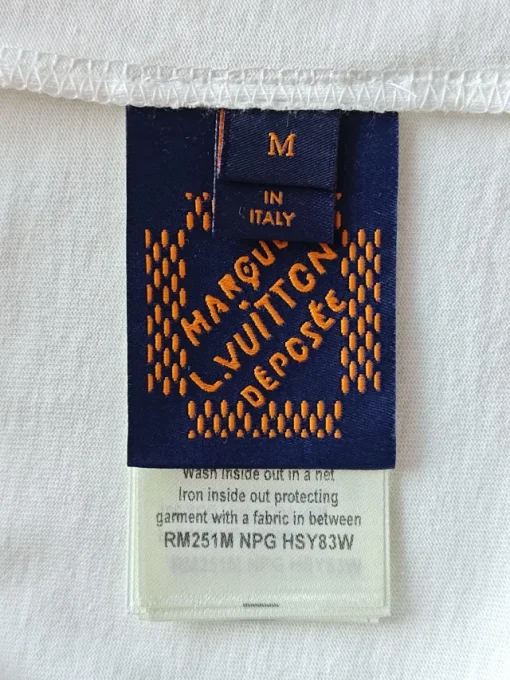 M
IN
ITALY
MARQUE
L.VUITTON
DÉPOSÉE
Wash inside out in a net
Iron inside out protecting
garment with a fabric in between
RM251M NPG HSY83W